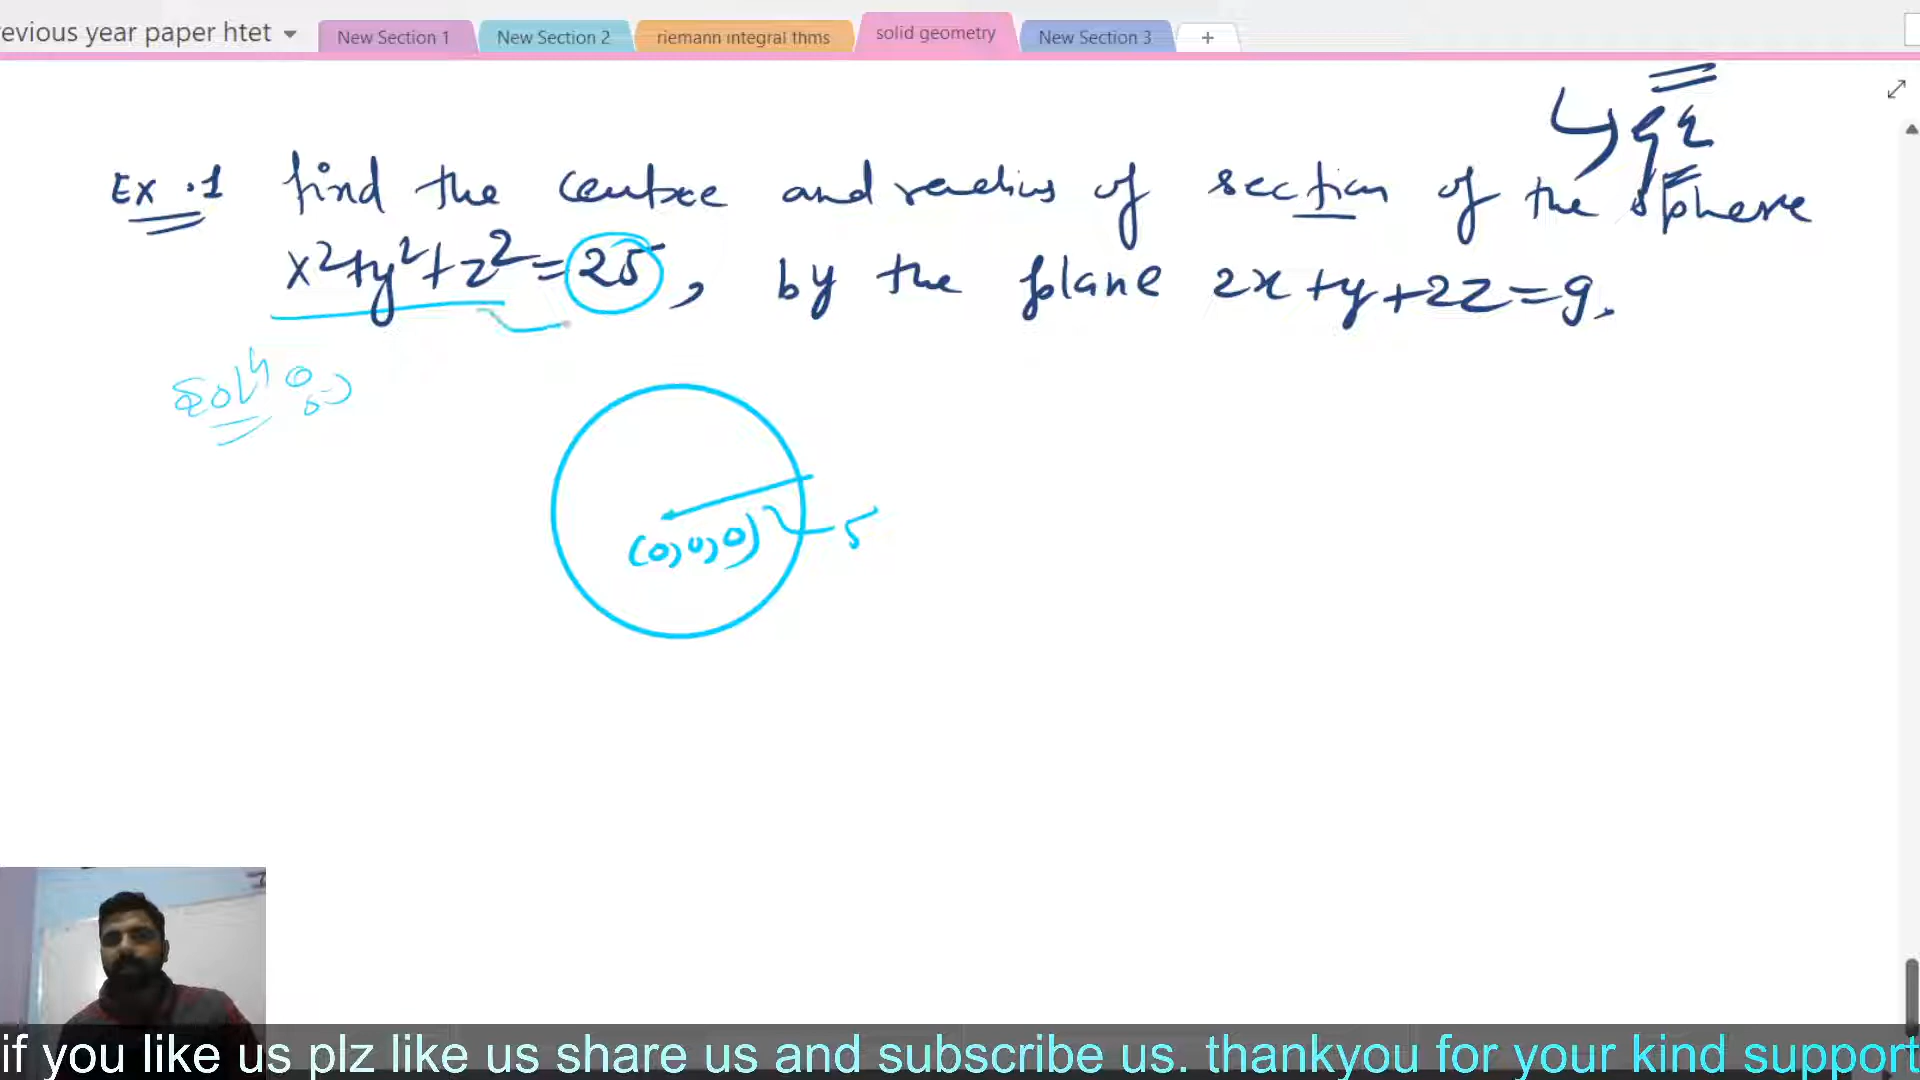 evious year paper htet
New Section 1
New Section 2
riemann integral thms
solid geometry
New Section 3
+
Ex.1 find the centre and radius of section of the sphere
x²+y²+z²=25, by the plane 2x+y+2z=9.
Solⁿ
(0,0,0)
5
if you like us plz like us share us and subscribe us. thankyou for your kind support